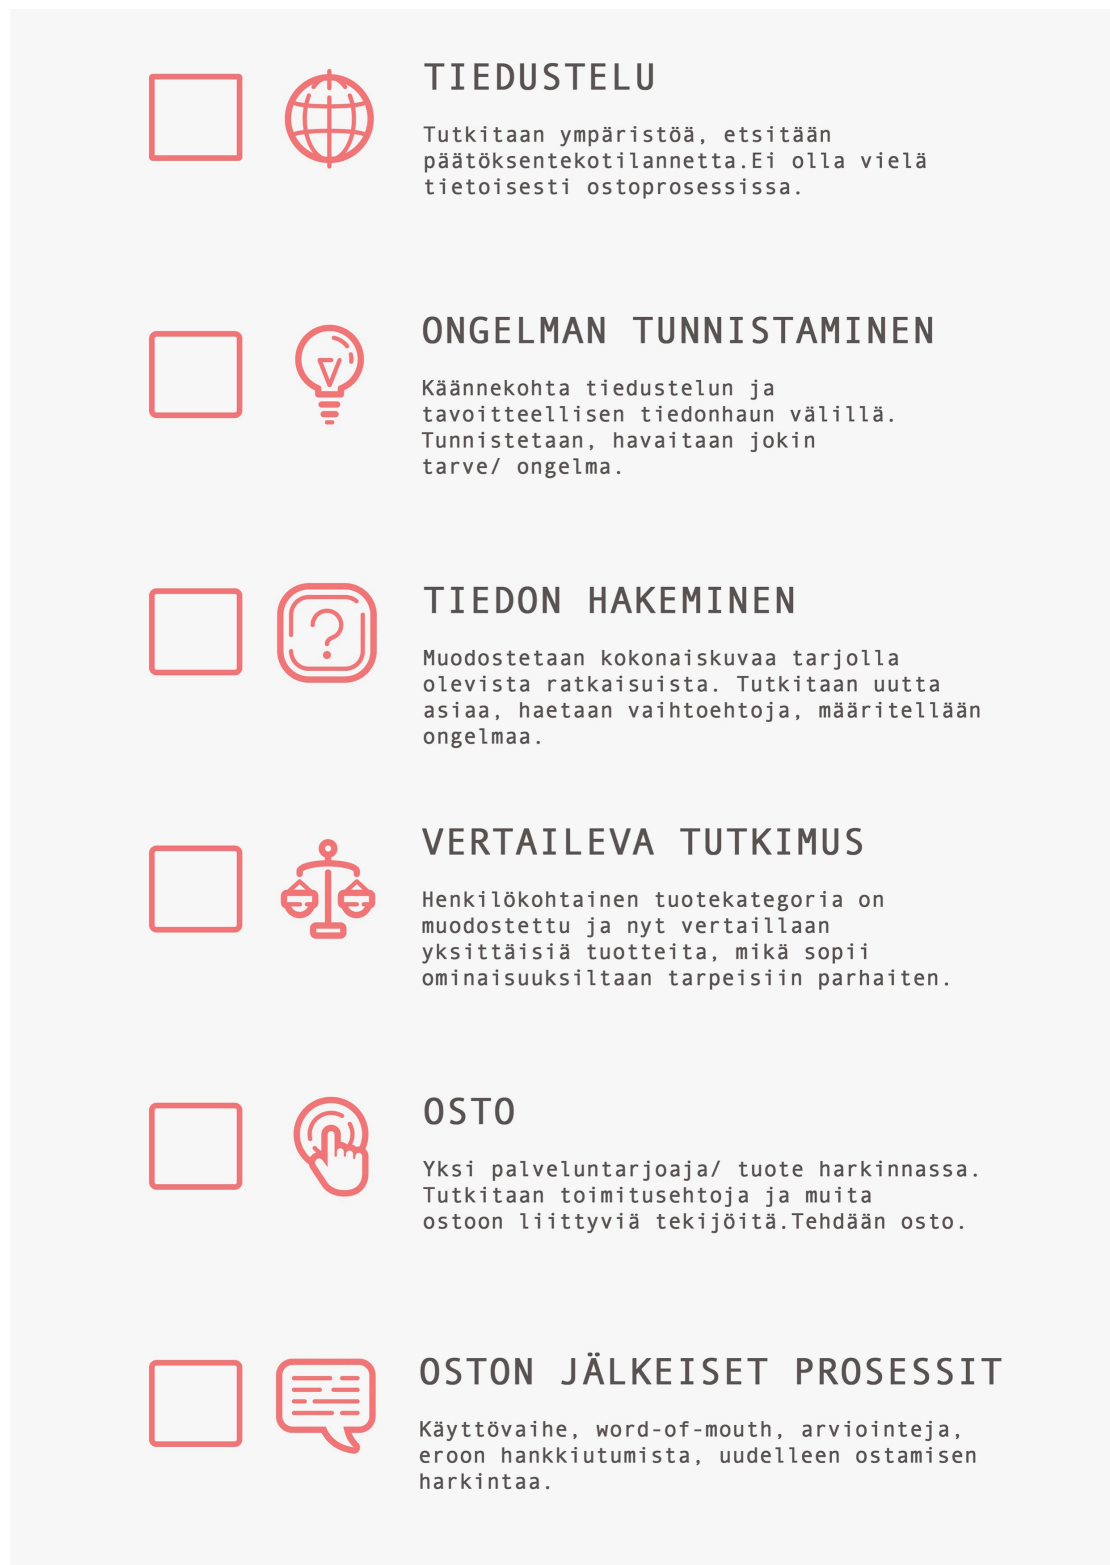 TIEDUSTELU
Tutkitaan ympäristöä, etsitään
päätöksentekotilannetta.Ei olla vielä
tietoisesti ostoprosessissa.
ONGELMAN TUNNISTAMINEN
Käännekohta tiedustelun ja
tavoitteellisen tiedonhaun välillä.
Tunnistetaan, havaitaan jokin
tarve/ ongelma.
TIEDON HAKEMINEN
Muodostetaan kokonaiskuvaa tarjolla
olevista ratkaisuista. Tutkitaan uutta
asiaa, haetaan vaihtoehtoja, määritellään
ongelmaa.
VERTAILEVA TUTKIMUS
Henkilökohtainen tuotekategoria on
muodostettu ja nyt vertaillaan
yksittäisiä tuotteita, mikä sopii
ominaisuuksiltaan tarpeisiin parhaiten.
OSTO
Yksi palveluntarjoaja/ tuote harkinnassa.
Tutkitaan toimitusehtoja ja muita
ostoon liittyviä tekijöitä.Tehdään osto.
OSTON JÄLKEISET PROSESSIT
Käyttövaihe, word-of-mouth, arviointeja,
eroon hankkiutumista, uudelleen ostamisen
harkintaa.